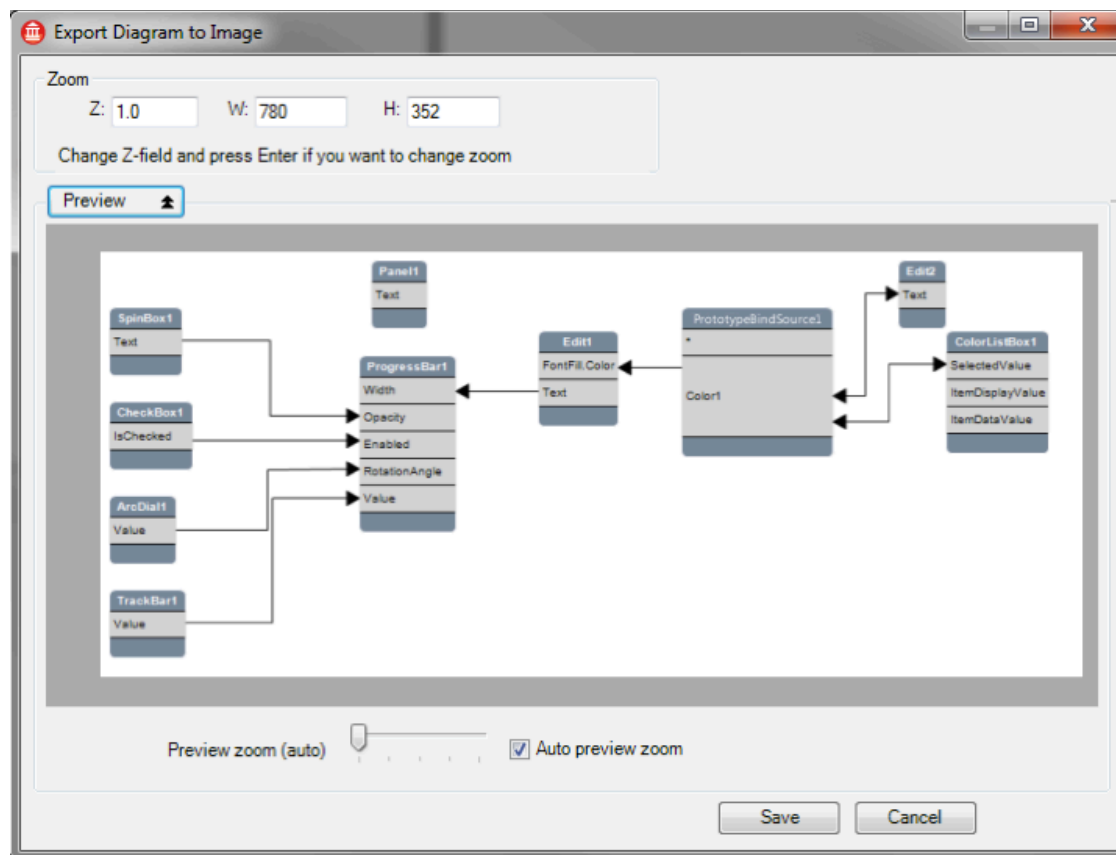 Export Diagram to Image
Zoom
Z: 1.0 W: 780 H: 352
Change Z-field and press Enter if you want to change zoom
Preview
Panel1
Text
Edit2
Text
SpinBox1
Text
PrototypeBindSource1
*
Color1
Edit1
FontFill.Color
Text
ColorListBox1
SelectedValue
ItemDisplayValue
ItemDataValue
ProgressBar1
Width
Opacity
Enabled
RotationAngle
Value
CheckBox1
IsChecked
ArcDial1
Value
TrackBar1
Value
Preview zoom (auto)
Auto preview zoom
Save Cancel